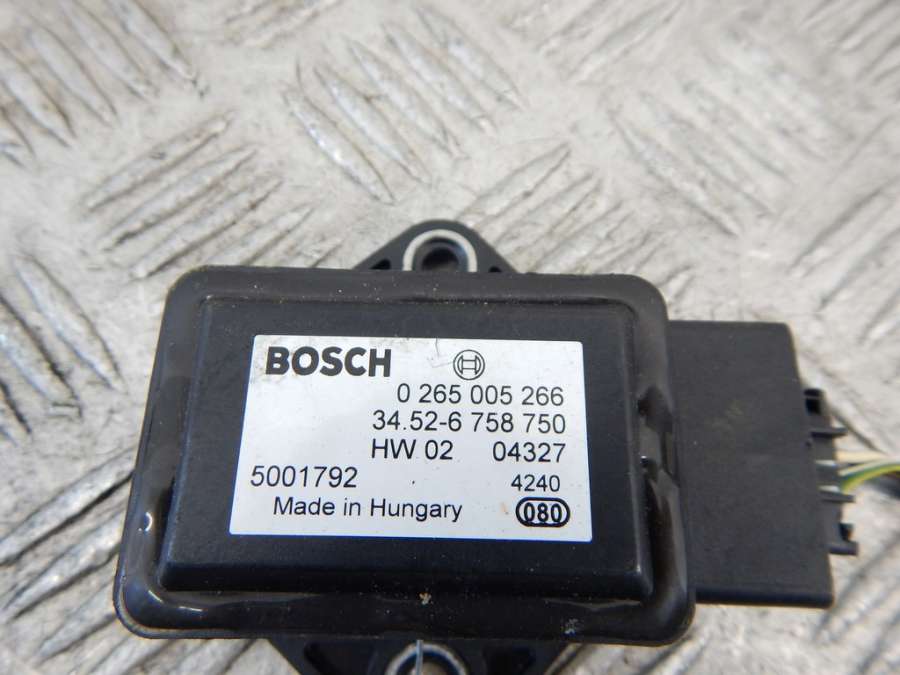 BOSCH
0 265 005 266
34.52-6 758 750
HW 02 04327
5001792 4240
Made in Hungary 080